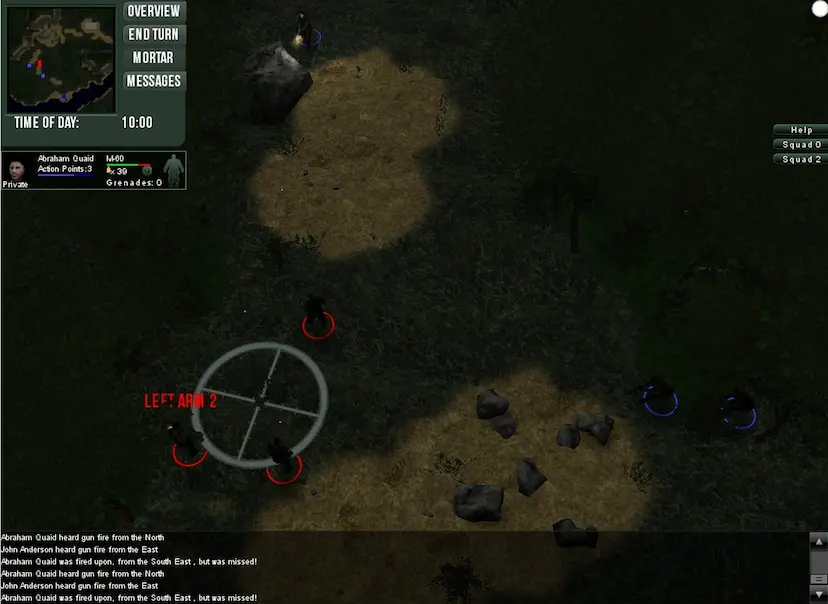 OVERVIEW
END TURN
MORTAR
MESSAGES
TIME OF DAY: 10:00
Abraham Quaid M-60
Action Points:3
x 39
Private Grenades: 0
Help
Squad 0
Squad 2
LEFT ARM 2
Abraham Quaid heard gun fire from the North
John Anderson heard gun fire from the East
Abraham Quaid was fired upon, from the South East , but was missed!
Abraham Quaid heard gun fire from the North
John Anderson heard gun fire from the East
Abraham Quaid was fired upon, from the South East , but was missed!